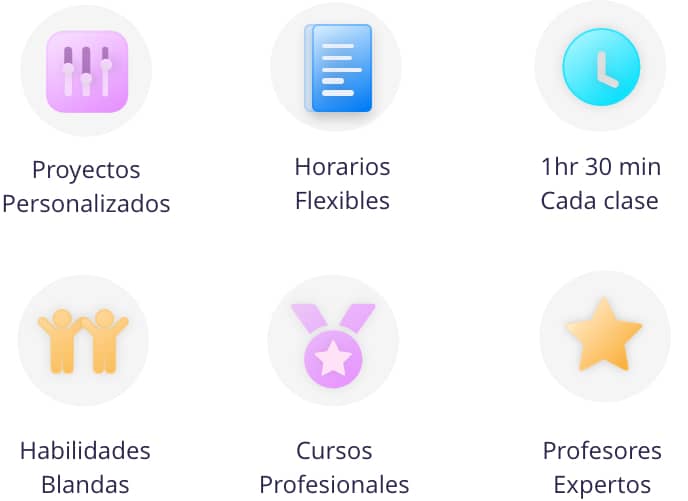 Proyectos
Personalizados
Horarios
Flexibles
1hr 30 min
Cada clase
Habilidades
Blandas
Cursos
Profesionales
Profesores
Expertos